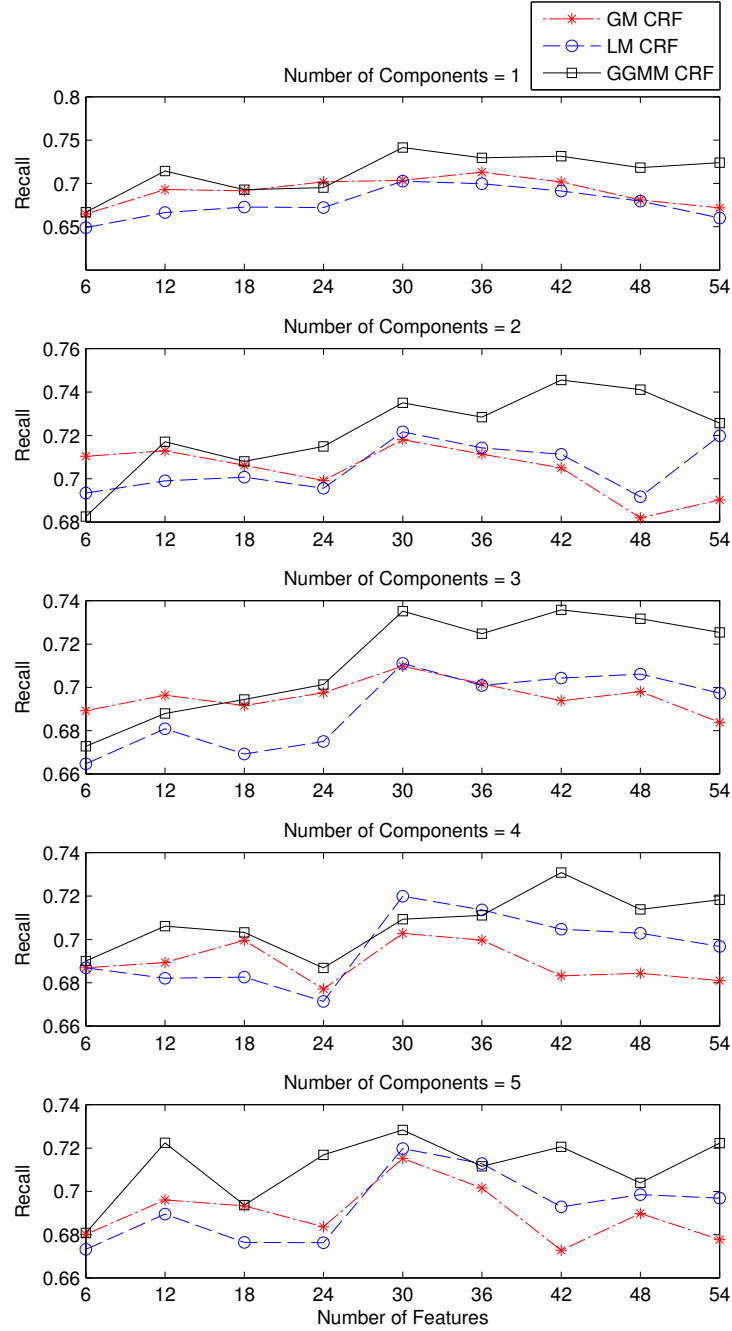 GM CRF
LM CRF
GGMM CRF
Number of Components = 1
Recall
0.8
0.75
0.7
0.65
6 12 18 24 30 36 42 48 54
Number of Components = 2
Recall
0.76
0.72
0.7
0.68
6 12 18 24 30 36 42 48 54
Number of Components = 3
Recall
0.74
0.72
0.7
0.68
0.66
6 12 18 24 30 36 42 48 54
Number of Components = 4
Recall
0.74
0.72
0.7
0.68
0.66
6 12 18 24 30 36 42 48 54
Number of Components = 5
Recall
0.74
0.72
0.7
0.68
0.66
6 12 18 24 30 36 42 48 54
Number of Features